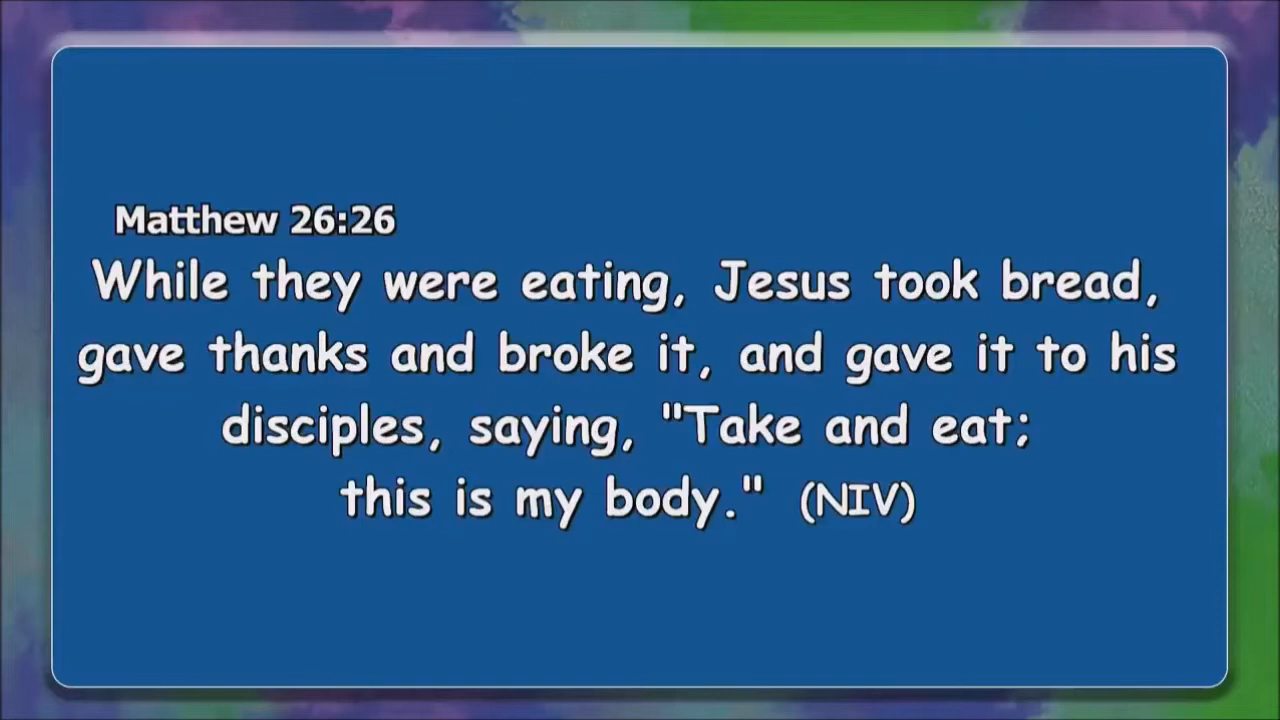 Matthew 26:26
While they were eating, Jesus took bread,
gave thanks and broke it, and gave it to his
disciples, saying, "Take and eat;
this is my body." (NIV)